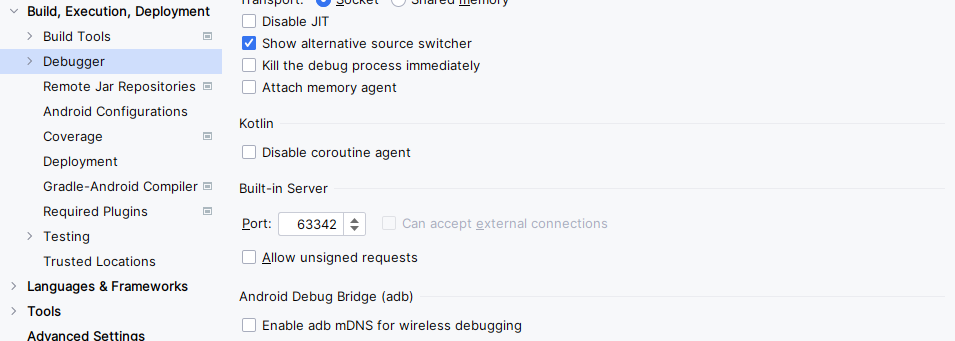 Build, Execution, Deployment
Build Tools
Debugger
Remote Jar Repositories
Android Configurations
Coverage
Deployment
Gradle-Android Compiler
Required Plugins
Testing
Trusted Locations
Languages & Frameworks
Tools
Advanced Settings
Transport: Socket Shared memory
Disable JIT
Show alternative source switcher
Kill the debug process immediately
Attach memory agent
Kotlin
Disable coroutine agent
Built-in Server
Port: 63342 Can accept external connections
Allow unsigned requests
Android Debug Bridge (adb)
Enable adb mDNS for wireless debugging